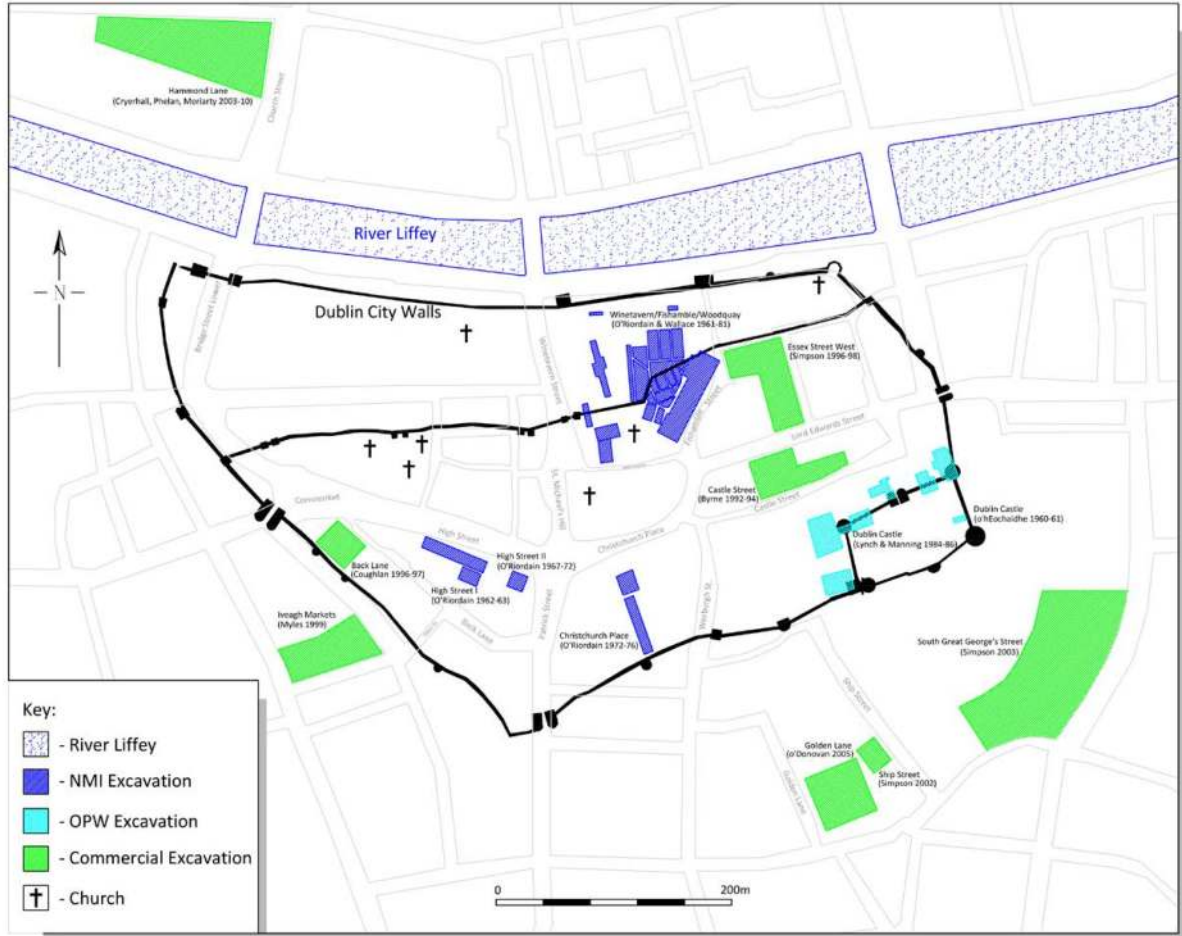 Hammond Lane
(Cryerhall, Phelan, Moriarty 2003-10)
Church Street
River Liffey
N
Bridge Street Lower
Dublin City Walls
Winetavern Street
Winetavern/Fishamble/Woodquay
(O'Riordain & Wallace 1961-81)
Essex Street West
(Simpson 1996-98)
Fishamble Street
Lord Edwards Street
Castle Street
(Byrne 1992-94)
Castle Street
Cornmarket
St. Michael's Hill
High Street
Christchurch Place
Dublin Castle
(o'hEochaidhe 1960-61)
Dublin Castle
(Lynch & Manning 1984-86)
High Street II
(O'Riordain 1967-72)
Back Lane
(Coughlan 1996-97)
High Street I
(O'Riordain 1962-63)
Iveagh Markets
(Myles 1999)
Back Lane
Patrick Street
Werburgh St.
Christchurch Place
(O'Riordain 1972-76)
South Great George's Street
(Simpson 2003)
Ship Street
Golden Lane
(o'Donovan 2005)
Ship Street
(Simpson 2002)
Golden Lane
Key:
- River Liffey
- NMI Excavation
- OPW Excavation
- Commercial Excavation
- Church
0 200m